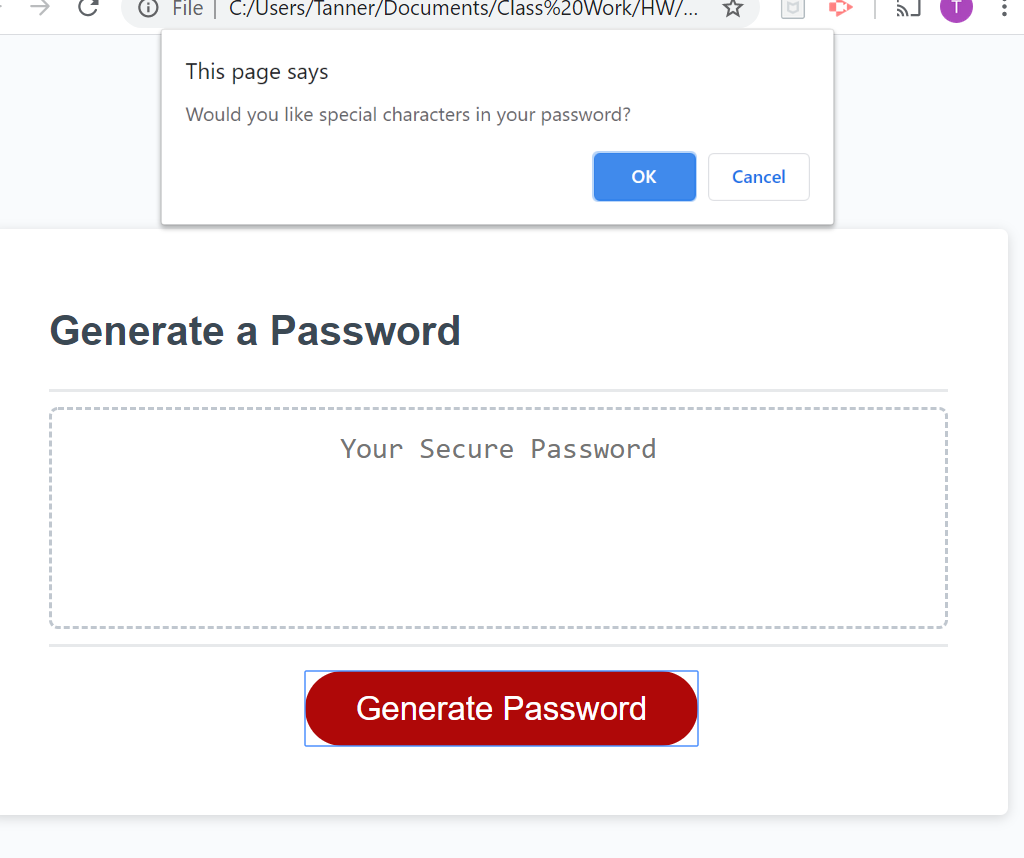 File | C:/Users/Tanner/Documents/Class%20Work/HW/... T
This page says
Would you like special characters in your password?
OK Cancel
Generate a Password
Your Secure Password
Generate Password